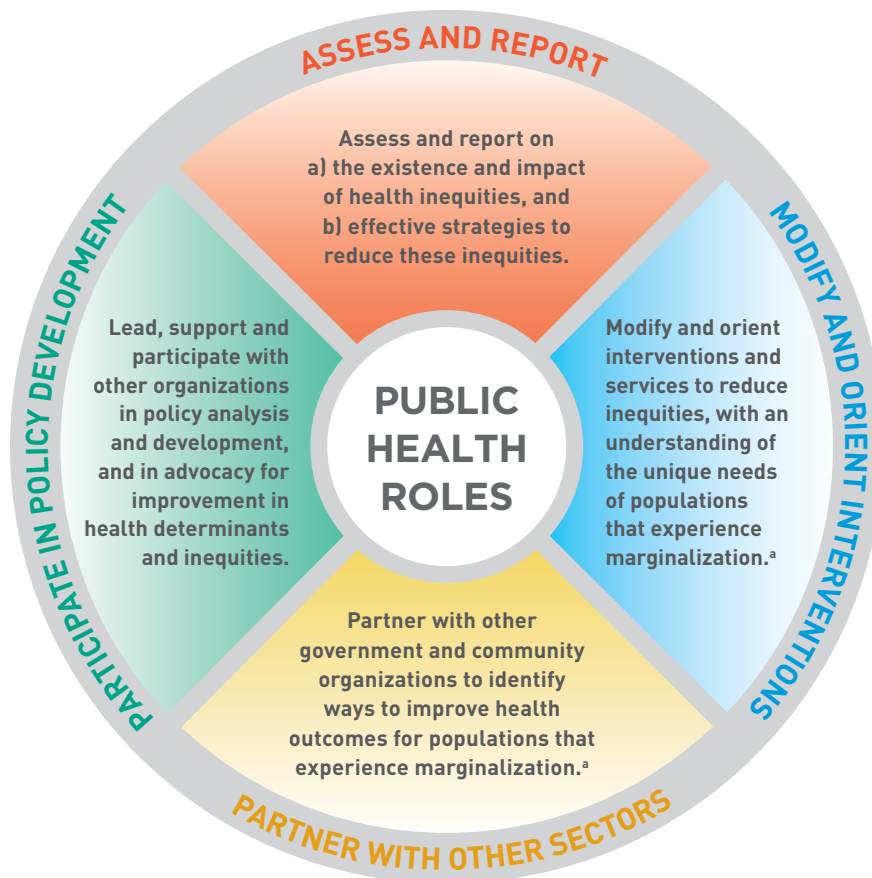 ASSESS AND REPORT
Assess and report on
a) the existence and impact
of health inequities, and
b) effective strategies to
reduce these inequities.
MODIFY AND ORIENT INTERVENTIONS
Modify and orient
interventions and
services to reduce
inequities, with an
understanding of
the unique needs
of populations
that experience
marginalization.ª
PARTNER WITH OTHER SECTORS
Partner with other
government and community
organizations to identify
ways to improve health
outcomes for populations that
experience marginalization.ª
PARTICIPATE IN POLICY DEVELOPMENT
Lead, support and
participate with
other organizations
in policy analysis
and development,
and in advocacy for
improvement in
health determinants
and inequities.
PUBLIC
HEALTH
ROLES